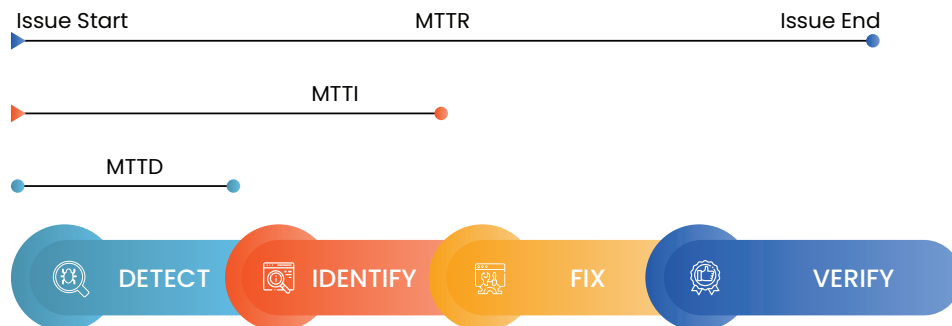 Issue Start MTTR Issue End
MTTI
MTTD
DETECT IDENTIFY FIX VERIFY